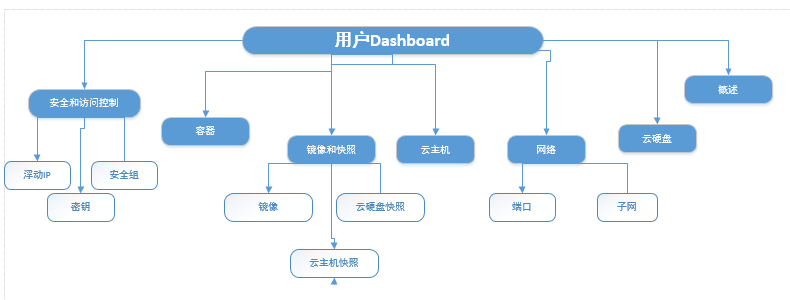 用户Dashboard
概述
安全和访问控制
容器
云硬盘
镜像和快照
云主机
网络
浮动IP
安全组
密钥
镜像
云硬盘快照
端口
子网
云主机快照